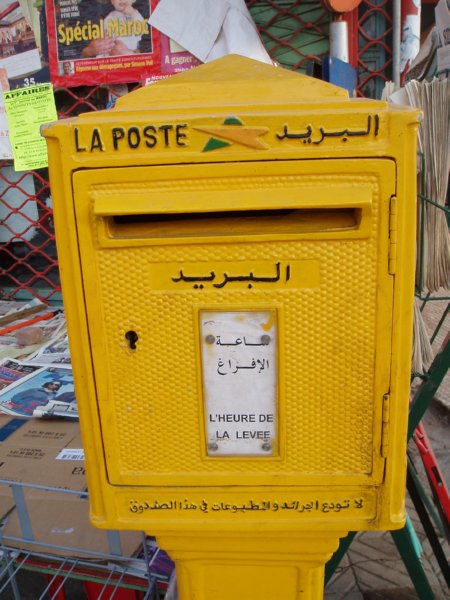 Spécial Maroc
AFFAIRES
LA POSTE البريد
البريد
ساعة
الإفراغ
L'HEURE DE
LA LEVEE
لا تودع الجرائد والمطبوعات في هذا الصندوق